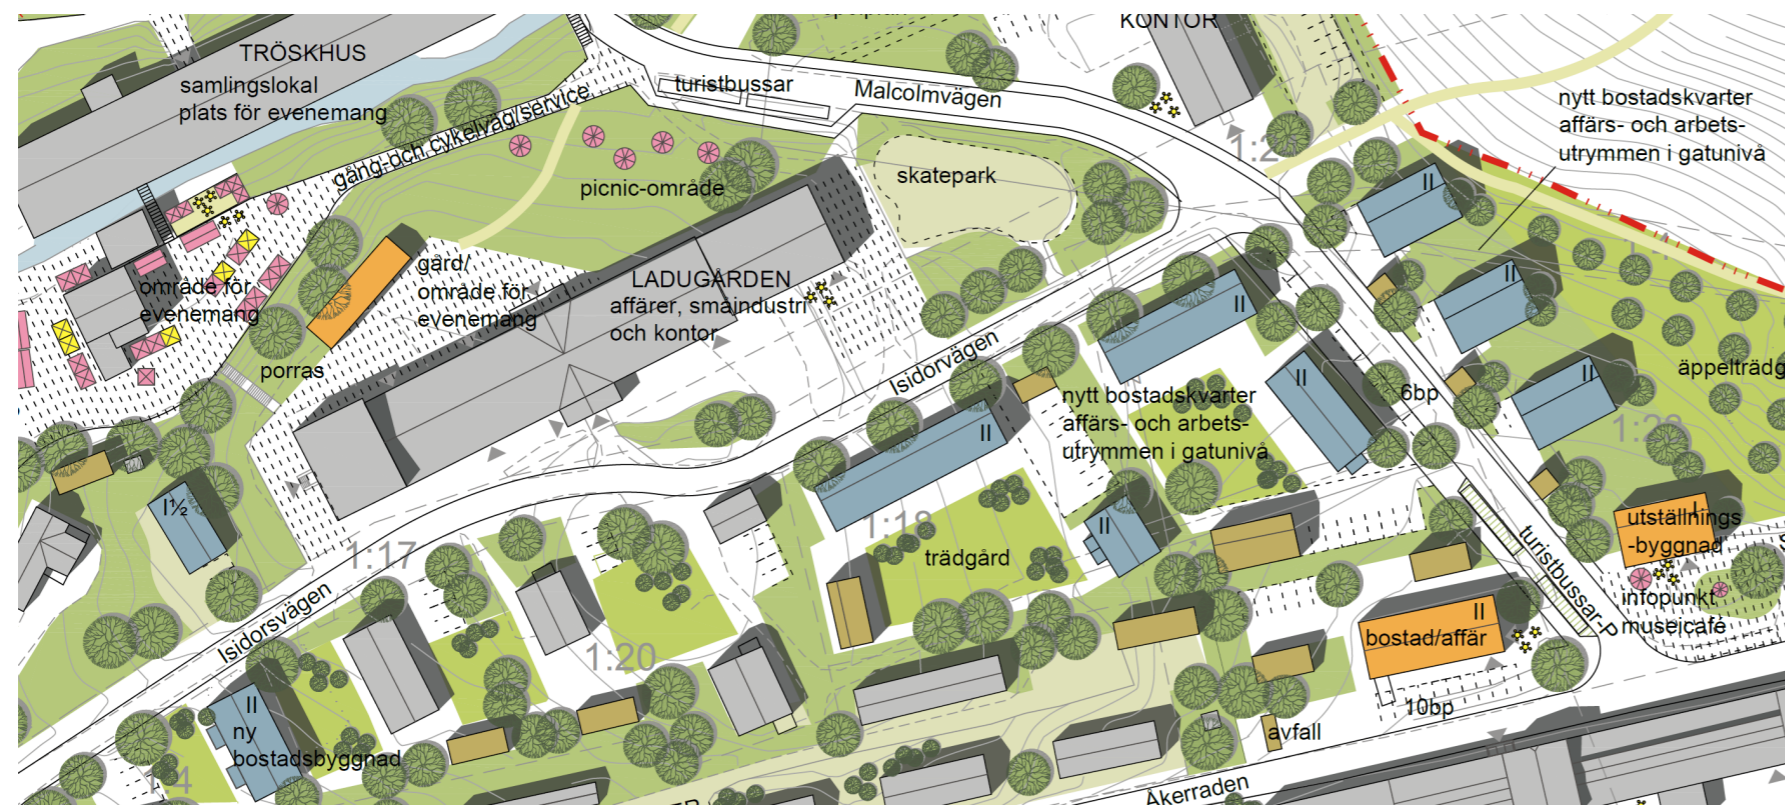 KONTOR
TRÖSKHUS
samlingslokal
plats för evenemang
gång-och cykelväg/service
turistbussar
Malcolmvägen
nytt bostadskvarter
affärs- och arbets-
utrymmen i gatunivå
skatepark
picnic-område
II
gård/
område för
evenemang
område för
evenemang
LADUGÅRDEN
affärer, småindustri
och kontor
II
II
Isidorvägen
porras
nytt bostadskvarter
affärs- och arbets-
utrymmen i gatunivå
II
6bp
II
äppelträdg
II
I½
1:17
1:18
II
trädgård
turistbussar-P
I
utställnings
-byggnad
infopunkt
museicafé
Isidorsvägen
1:20
II
bostad/affär
II
ny
bostadsbyggnad
10bp
avfall
1:4
Åkerraden